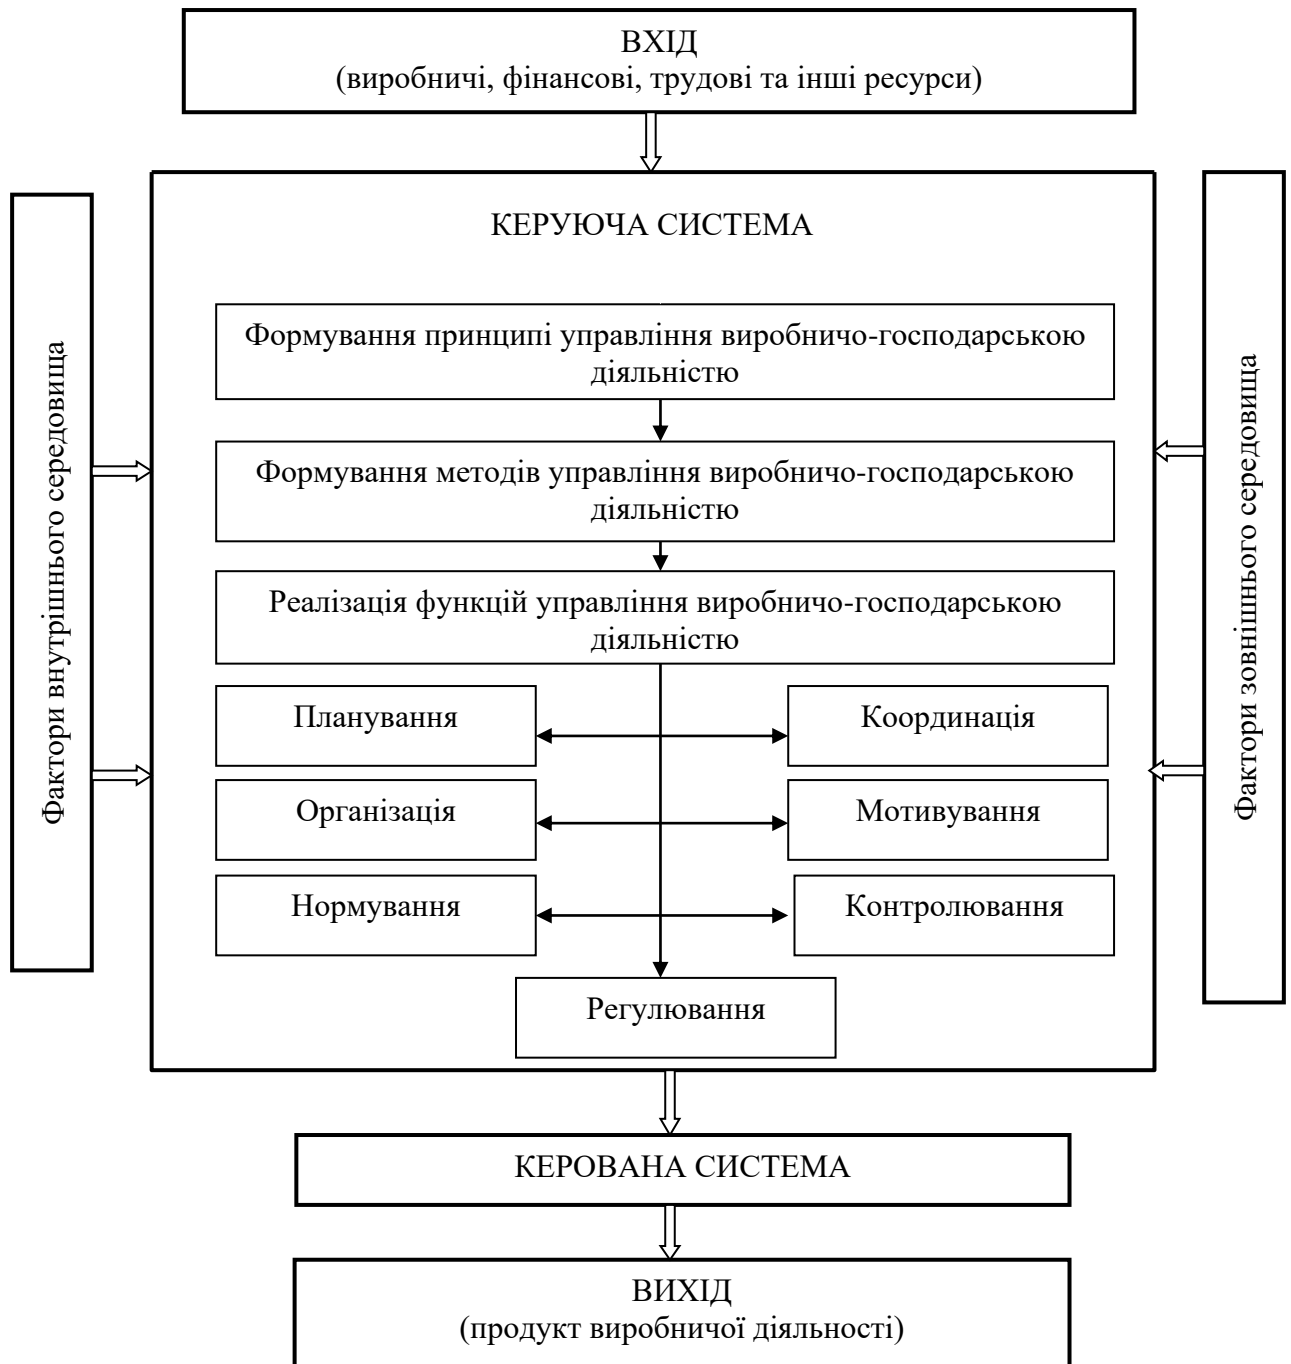 ВХІД
(виробничі, фінансові, трудові та інші ресурси)
КЕРУЮЧА СИСТЕМА
Формування принципі управління виробничо-господарською
діяльністю
Формування методів управління виробничо-господарською
діяльністю
Реалізація функцій управління виробничо-господарською
діяльністю
Планування
Координація
Організація
Мотивування
Нормування
Контролювання
Регулювання
Фактори внутрішнього середовища
Фактори зовнішнього середовища
КЕРОВАНА СИСТЕМА
ВИХІД
(продукт виробничої діяльності)